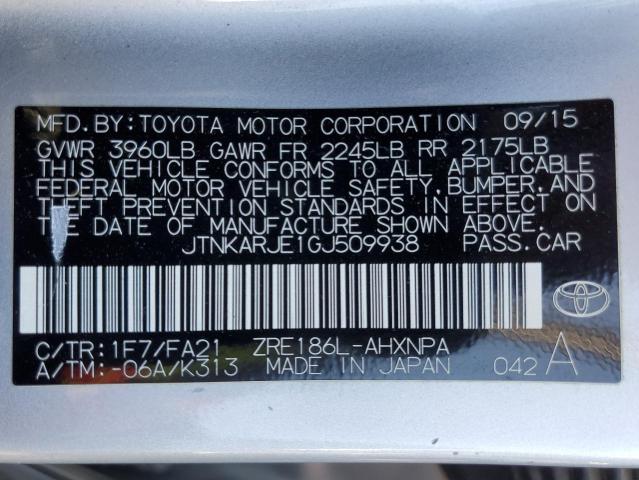 MFD.BY:TOYOTA MOTOR CORPORATION 09/15
GVWR 3960LB GAWR FR 2245LB RR 2175LB
THIS VEHICLE CONFORMS TO ALL APPLICABLE
FEDERAL MOTOR VEHICLE SAFETY,BUMPER,AND
THEFT PREVENTION STANDARDS IN EFFECT ON
THE DATE OF MANUFACTURE SHOWN ABOVE.
JTNKARJE1GJ509938 PASS.CAR
C/TR:1F7/FA21 ZRE186L-AHXNPA
A/TM:-06A/K313 MADE IN JAPAN 042 A